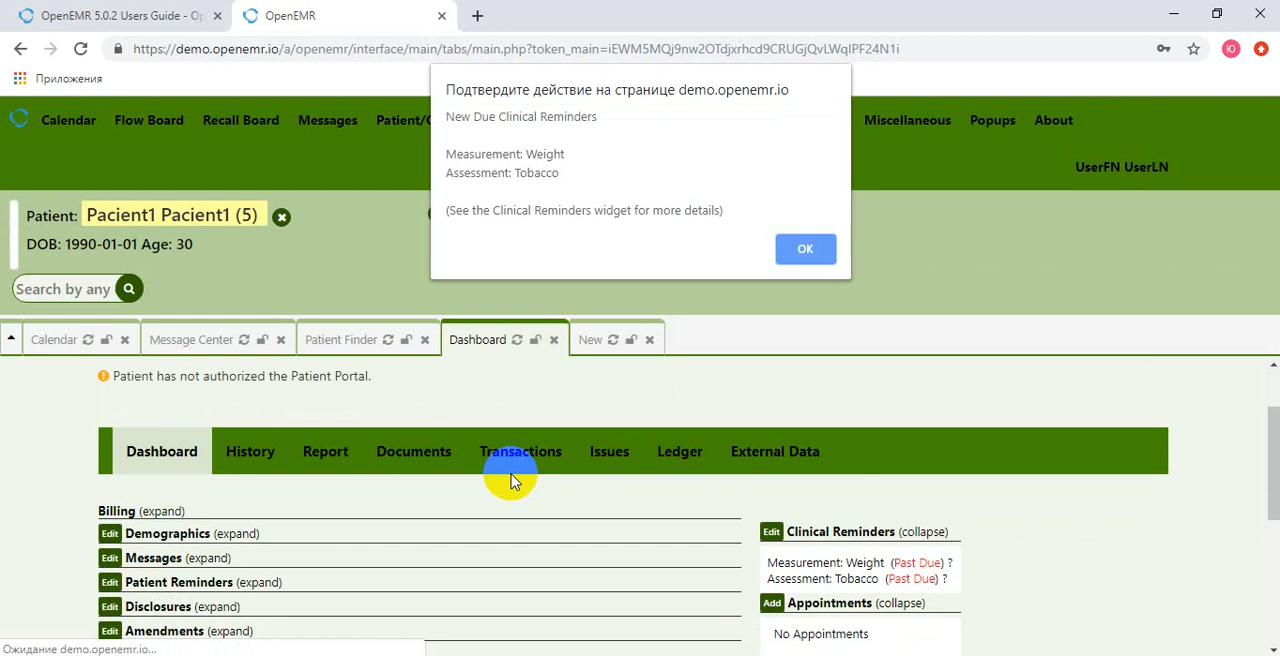 OpenEMR 5.0.2 Users Guide - Op
OpenEMR
https://demo.openemr.io/a/openemr/interface/main/tabs/main.php?token_main=iEWM5MQj9nw2OTdjxrhcd9CRUGjQvLWqIPF24N1i
Ю
Приложения
Подтвердите действие на странице demo.openemr.io
New Due Clinical Reminders
Measurement: Weight
Assessment: Tobacco
(See the Clinical Reminders widget for more details)
OK
Calendar Flow Board Recall Board Messages Patient/C Miscellaneous Popups About
UserFN UserLN
Patient: Pacient1 Pacient1 (5)
DOB: 1990-01-01 Age: 30
Search by any
Calendar Message Center Patient Finder Dashboard New
Patient has not authorized the Patient Portal.
Dashboard History Report Documents Transactions Issues Ledger External Data
Billing (expand)
Edit Demographics (expand)
Edit Messages (expand)
Edit Patient Reminders (expand)
Edit Disclosures (expand)
Edit Amendments (expand)
Edit Clinical Reminders (collapse)
Measurement: Weight (Past Due) ?
Assessment: Tobacco (Past Due) ?
Add Appointments (collapse)
No Appointments
Ожидание demo.openemr.io...